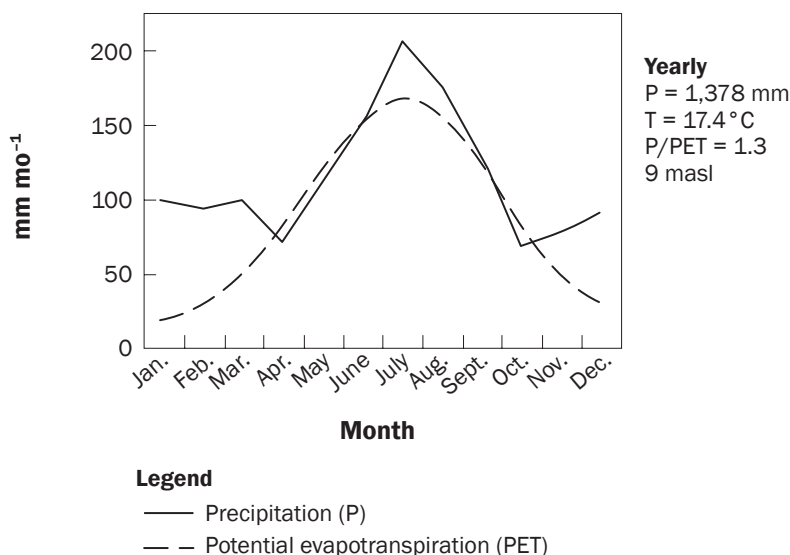 200
150
100
50
0
mm mo⁻¹
Jan.
Feb.
Mar.
Apr.
May
June
July
Aug.
Sept.
Oct.
Nov.
Dec.
Month
Yearly
P = 1,378 mm
T = 17.4°C
P/PET = 1.3
9 masl
Legend
Precipitation (P)
Potential evapotranspiration (PET)